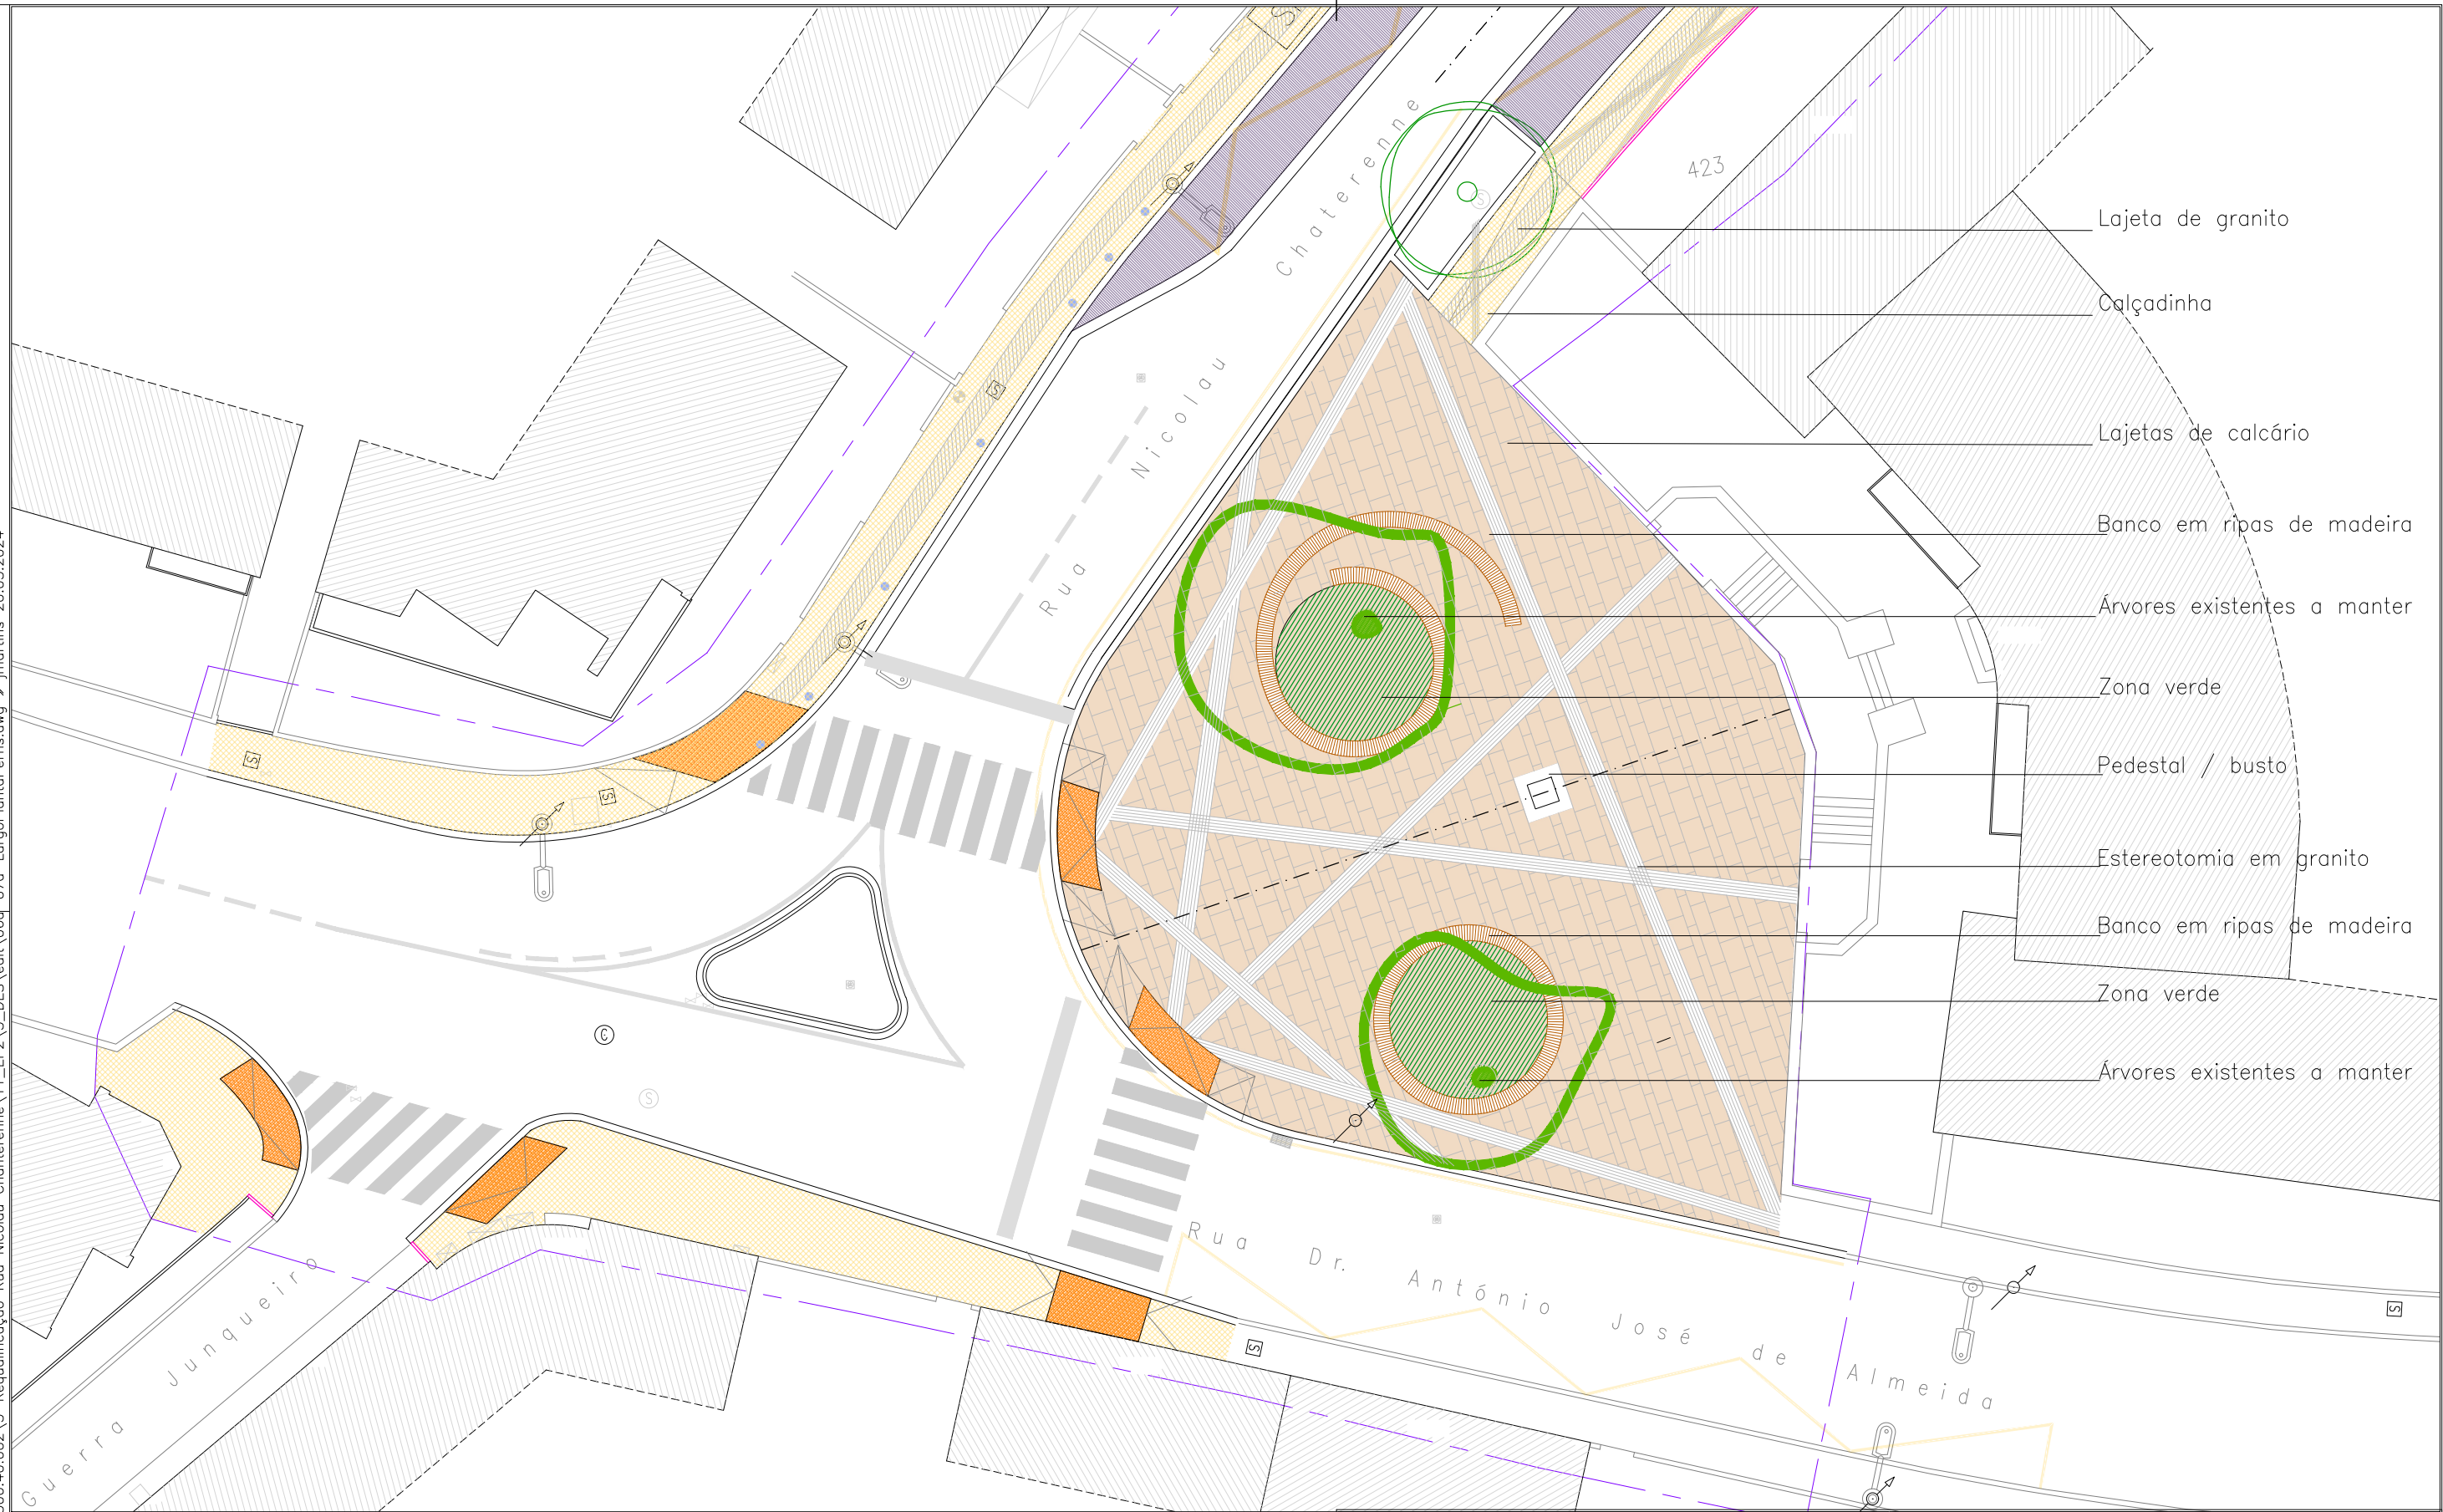 423
Lajeta de granito
Calçadinha
Lajetas de calcário
Banco em ripas de madeira
Árvores existentes a manter
Zona verde
Pedestal / busto
Estereotomia em granito
Banco em ripas de madeira
Zona verde
Árvores existentes a manter
Rua Nicolau Chaterenne
Rua Dr. António José de Almeida
Guerra Junqueiro
S
S
S
S
S
S
S